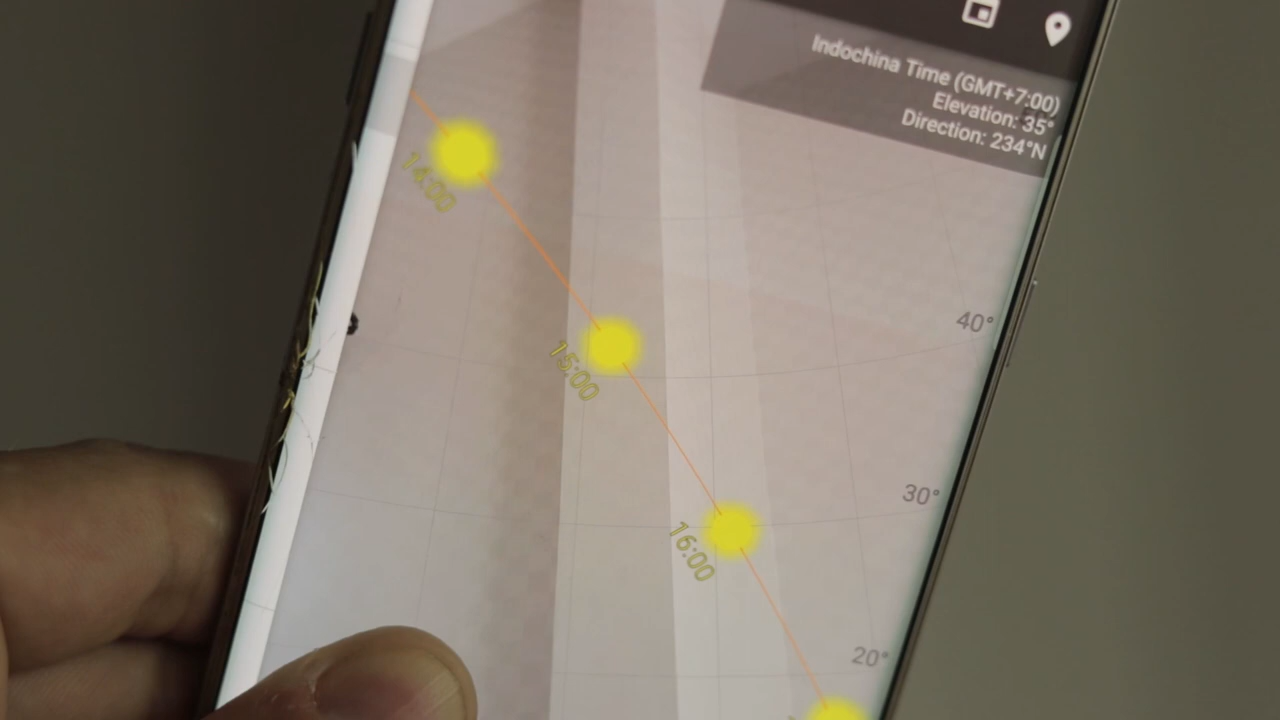 Indochina Time (GMT+7:00)
Elevation: 35°
Direction: 234°N
14:00
15:00
40°
16:00
30°
20°